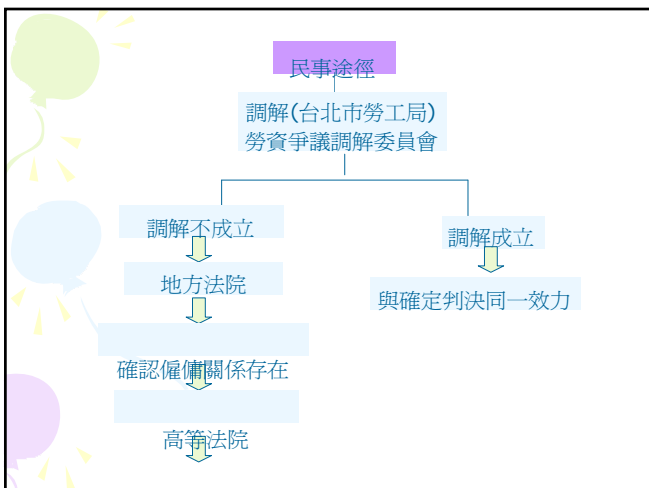 民事途徑
調解(台北市勞工局)
勞資爭議調解委員會
調解不成立
調解成立
地方法院
與確定判決同一效力
確認僱傭關係存在
高等法院